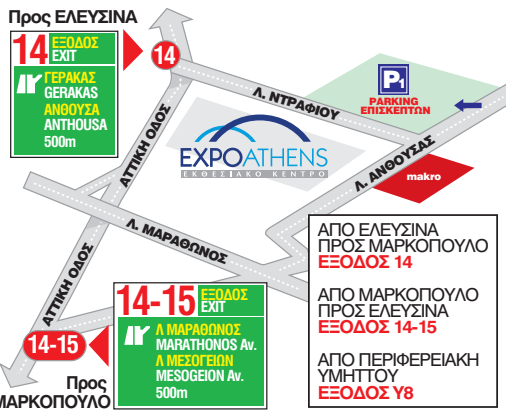 Προς ΕΛΕΥΣΙΝΑ
14 ΕΞΟΔΟΣ
EXIT
ΓΕΡΑΚΑΣ
GERAKAS
ΑΝΘΟΥΣΑ
ANTHOUSA
500m
14
P1
PARKING
ΕΠΙΣΚΕΠΤΩΝ
Λ. ΝΤΡΑΦΙΟΥ
ΑΤΤΙΚΗ ΟΔΟΣ
EXPOATHENS
ΕΚΘΕΣΙΑΚΟ ΚΕΝΤΡΟ
Λ. ΑΝΘΟΥΣΑΣ
makro
Λ. ΜΑΡΑΘΩΝΟΣ
ΑΤΤΙΚΗ ΟΔΟΣ
14-15
14-15 ΕΞΟΔΟΣ
EXIT
Λ ΜΑΡΑΘΩΝΟΣ
MARATHONOS Av.
Λ ΜΕΣΟΓΕΙΩΝ
MESOGEION Av.
500m
Προς
ΜΑΡΚΟΠΟΥΛΟ
ΑΠΟ ΕΛΕΥΣΙΝΑ
ΠΡΟΣ ΜΑΡΚΟΠΟΥΛΟ
ΕΞΟΔΟΣ 14
ΑΠΟ ΜΑΡΚΟΠΟΥΛΟ
ΠΡΟΣ ΕΛΕΥΣΙΝΑ
ΕΞΟΔΟΣ 14-15
ΑΠΟ ΠΕΡΙΦΕΡΕΙΑΚΗ
ΥΜΗΤΤΟΥ
ΕΞΟΔΟΣ Υ8